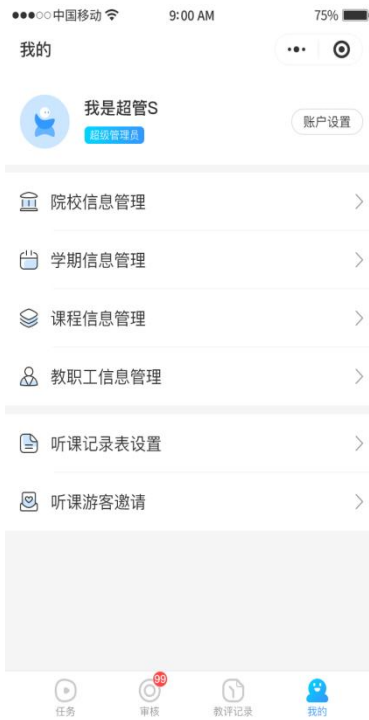 中国移动 9:00 AM 75%
我的
我是超管S
超级管理员
账户设置
院校信息管理
学期信息管理
课程信息管理
教职工信息管理
听课记录表设置
听课游客邀请
99
任务 审核 教评记录 我的